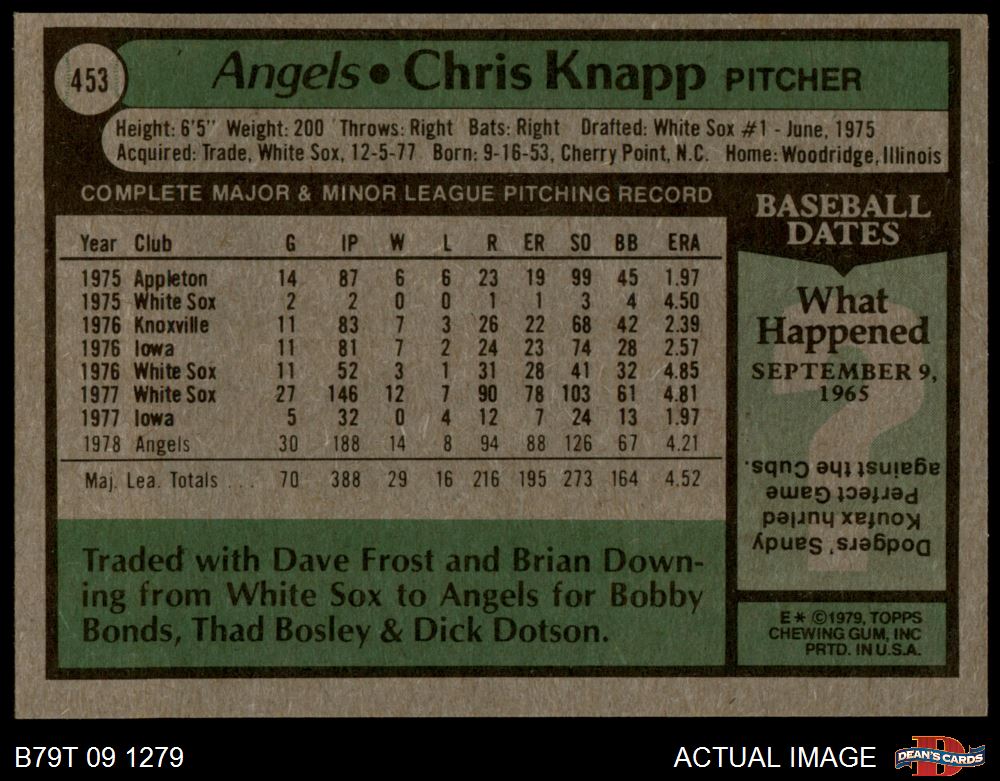 453
Angels • Chris Knapp PITCHER
Height: 6'5" Weight: 200 Throws: Right Bats: Right Drafted: White Sox #1 - June, 1975
Acquired: Trade, White Sox, 12-5-77 Born: 9-16-53, Cherry Point, N.C. Home: Woodridge, Illinois
COMPLETE MAJOR & MINOR LEAGUE PITCHING RECORD
Year Club G IP W L R ER SO BB ERA
1975 Appleton 14 87 6 6 23 19 99 45 1.97
1975 White Sox 2 2 0 0 1 1 3 4 4.50
1976 Knoxville 11 83 7 3 26 22 68 42 2.39
1976 Iowa 11 81 7 2 24 23 74 28 2.57
1976 White Sox 11 52 3 1 31 28 41 32 4.85
1977 White Sox 27 146 12 7 90 78 103 61 4.81
1977 Iowa 5 32 0 4 12 7 24 13 1.97
1978 Angels 30 188 14 8 94 88 126 67 4.21
Maj. Lea. Totals ... 70 388 29 16 216 195 273 164 4.52
Traded with Dave Frost and Brian Down-
ing from White Sox to Angels for Bobby
Bonds, Thad Bosley & Dick Dotson.
BASEBALL
DATES
What
Happened
SEPTEMBER 9,
1965
Dodgers' Sandy
Koufax hurled
Perfect Game
against the Cubs.
E* ©1979, TOPPS
CHEWING GUM, INC
PRTD. IN U.S.A.
B79T 09 1279
ACTUAL IMAGE
D
DEAN'S CARDS